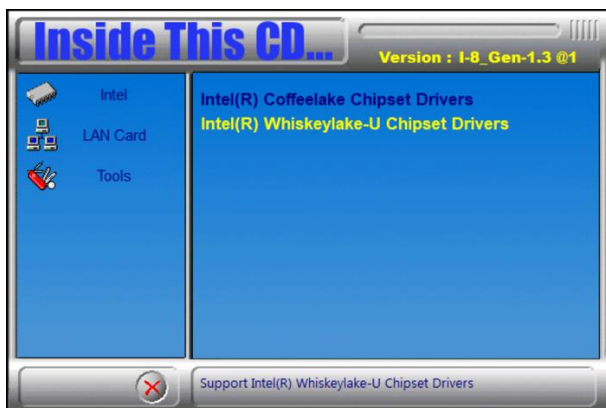 Inside This CD...
Version : I-8_Gen-1.3 @1
Intel
LAN Card
Tools
Intel(R) Coffeelake Chipset Drivers
Intel(R) Whiskeylake-U Chipset Drivers
Support Intel(R) Whiskeylake-U Chipset Drivers